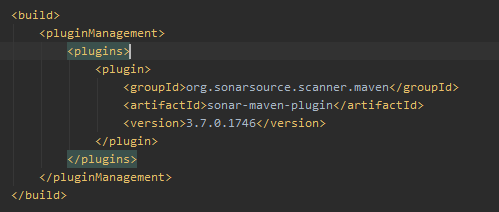 <build>
<pluginManagement>
<plugins>
<plugin>
<groupId>org.sonarsource.scanner.maven</groupId>
<artifactId>sonar-maven-plugin</artifactId>
<version>3.7.0.1746</version>
</plugin>
</plugins>
</pluginManagement>
</build>